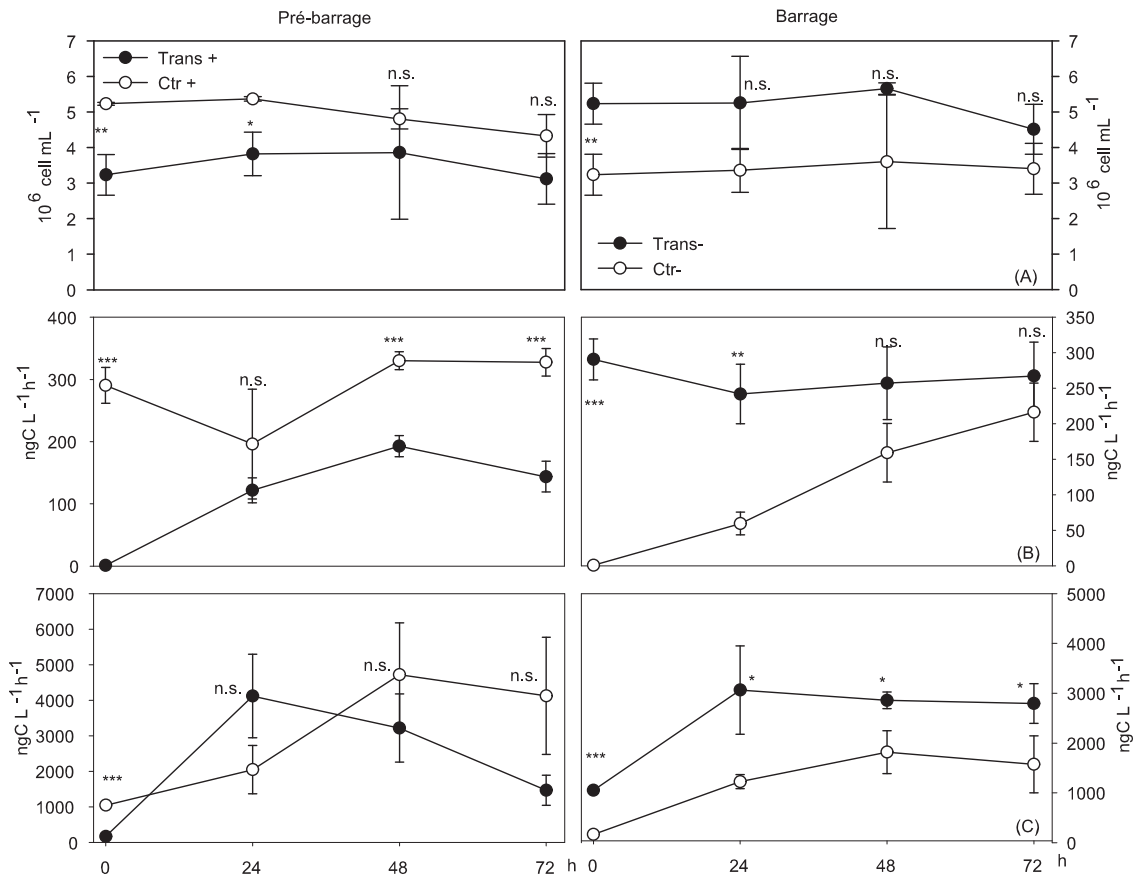 Pré-barrage
Barrage
7
6
5
4
3
2
1
0
10 6 cell mL -1
Trans +
Ctr +
**
*
n.s.
n.s.
**
n.s.
n.s.
n.s.
Trans-
Ctr-
(A)
7
6
5
4
3
2
1
0
10 6 cell mL -1
400
300
200
100
0
ngC L -1h-1
***
n.s.
***
***
***
**
n.s.
n.s.
(B)
350
300
250
200
150
100
50
0
ngC L -1h-1
7000
6000
5000
4000
3000
2000
1000
0
ngC L -1h-1
***
n.s.
n.s.
n.s.
***
*
*
*
(C)
5000
4000
3000
2000
1000
0
ngC L -1h-1
0 24 48 72 h 0 24 48 72 h